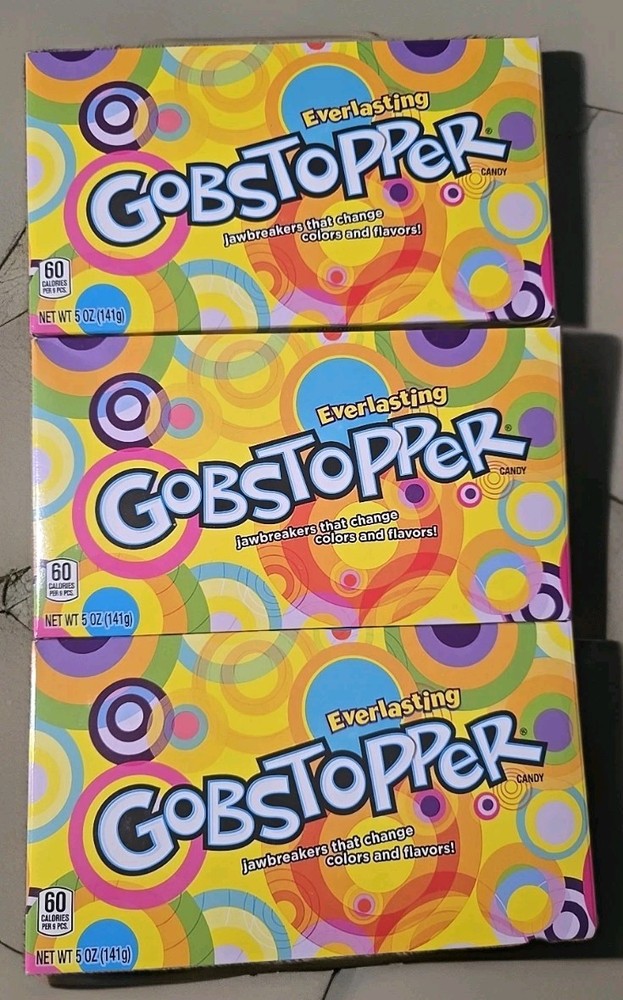 Everlasting
GOBSTOPPER®
CANDY
jawbreakers that change
colors and flavors!
60
CALORIES
PER 9 PCS.
NET WT 5 OZ (141g)
Everlasting
GOBSTOPPER®
CANDY
jawbreakers that change
colors and flavors!
60
CALORIES
PER 9 PCS.
NET WT 5 OZ (141g)
Everlasting
GOBSTOPPER®
CANDY
jawbreakers that change
colors and flavors!
60
CALORIES
PER 9 PCS.
NET WT 5 OZ (141g)